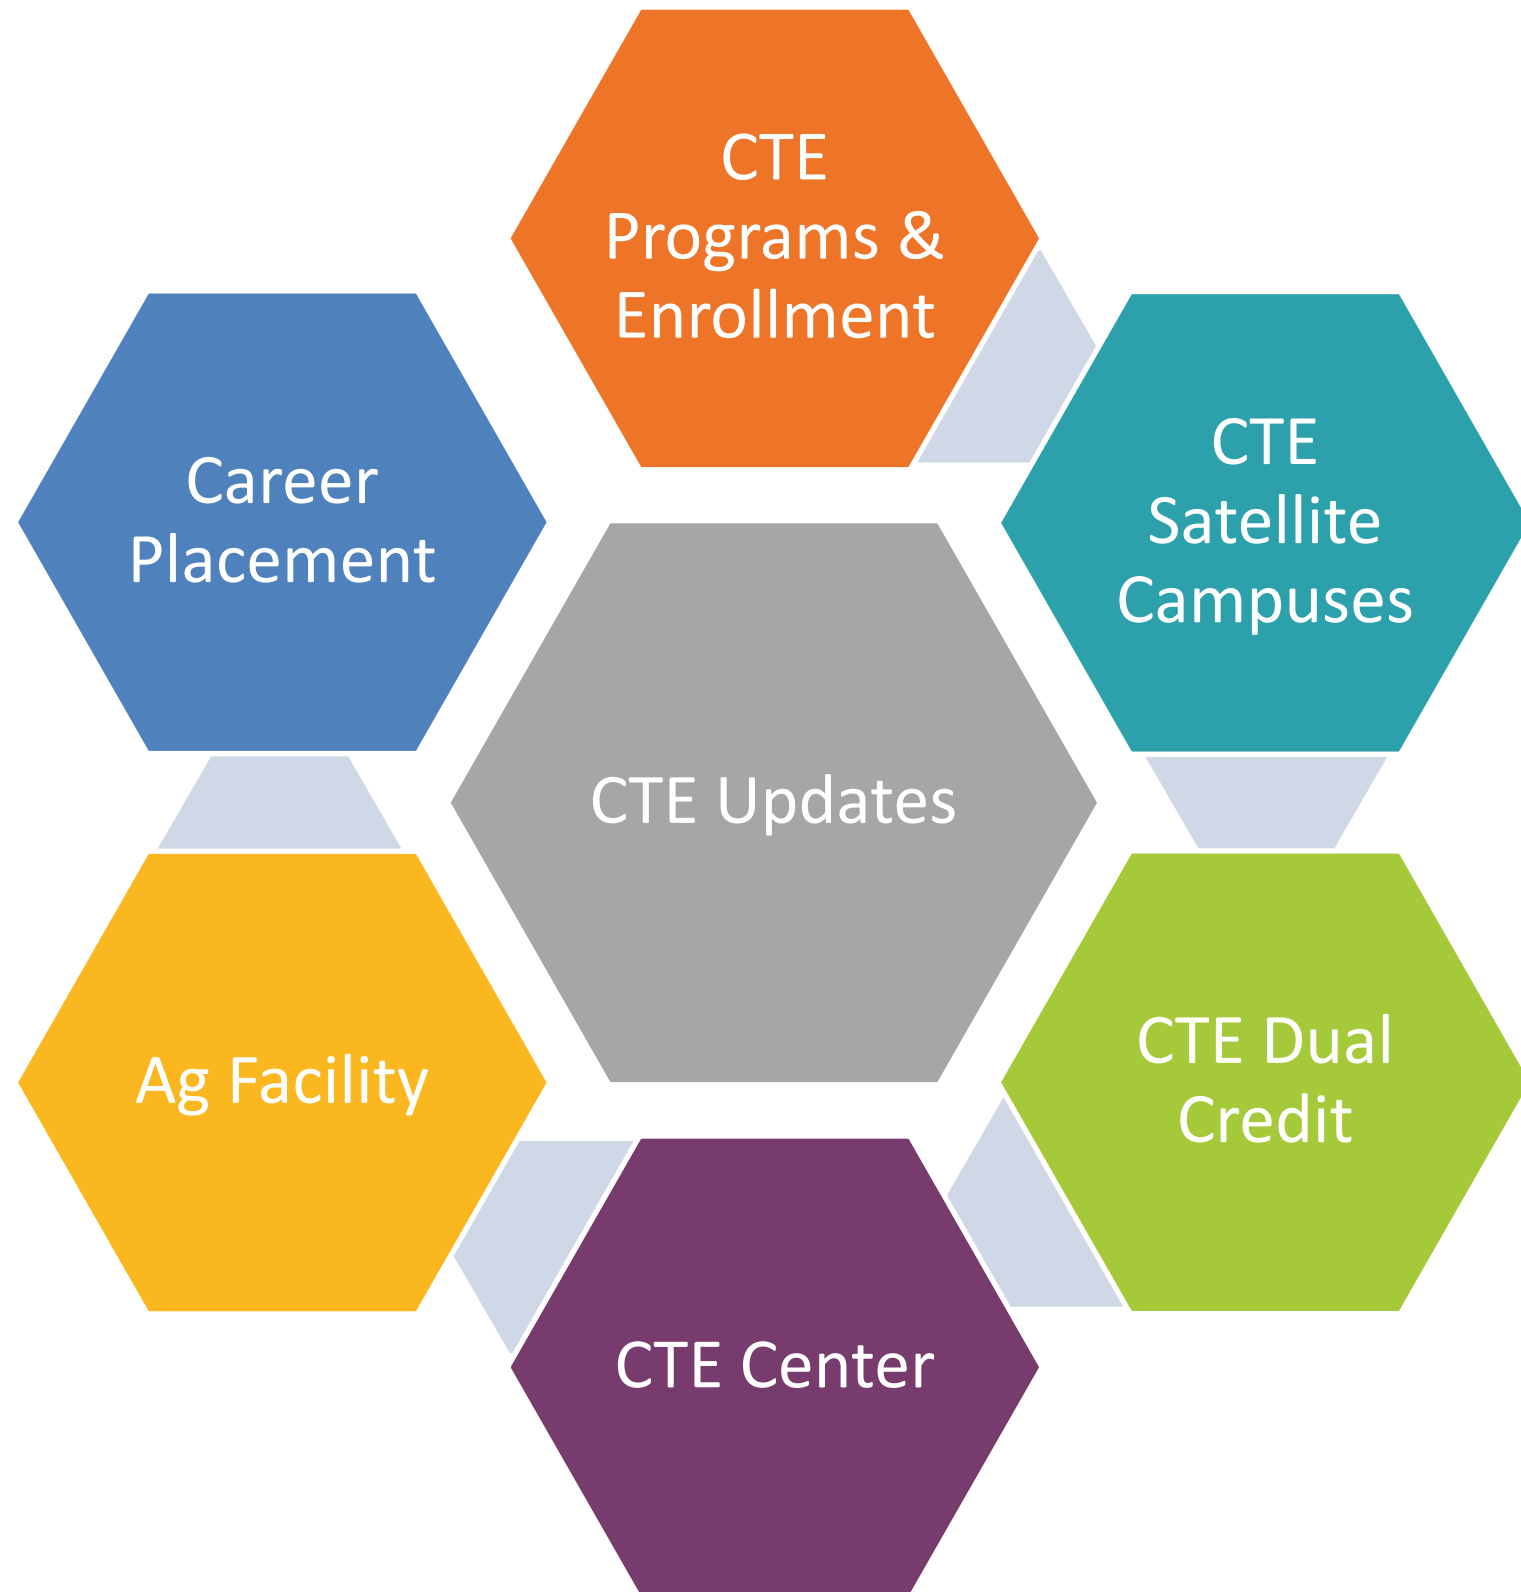 CTE
Programs &
Enrollment
CTE
Satellite
Campuses
Career
Placement
CTE Updates
CTE Dual
Credit
Ag Facility
CTE Center